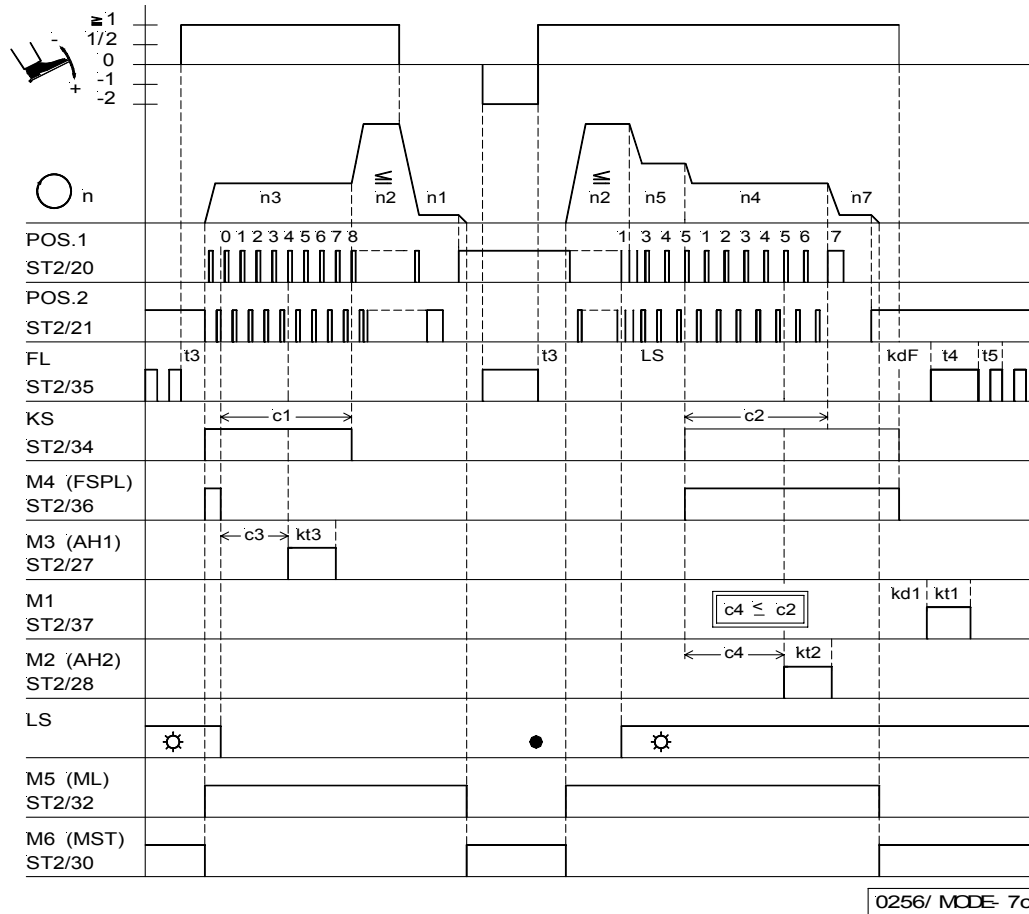 ≧1
1/2
0
-1
-2
-
+
n
n3
≦
n2
n1
≦
n2
n5
n4
n7
POS.1
ST2/20
0 1 2 3 4 5 6 7 8
1 3 4 5 1 2 3 4 5 6 7
POS.2
ST2/21
FL
ST2/35
t3
t3
LS
kdF
t4
t5
KS
ST2/34
c1
c2
M4 (FSPL)
ST2/36
M3 (AH1)
ST2/27
c3
kt3
M1
ST2/37
c4 ≤ c2
kd1
kt1
M2 (AH2)
ST2/28
c4
kt2
LS
M5 (ML)
ST2/32
M6 (MST)
ST2/30
0256/ MODE- 7c